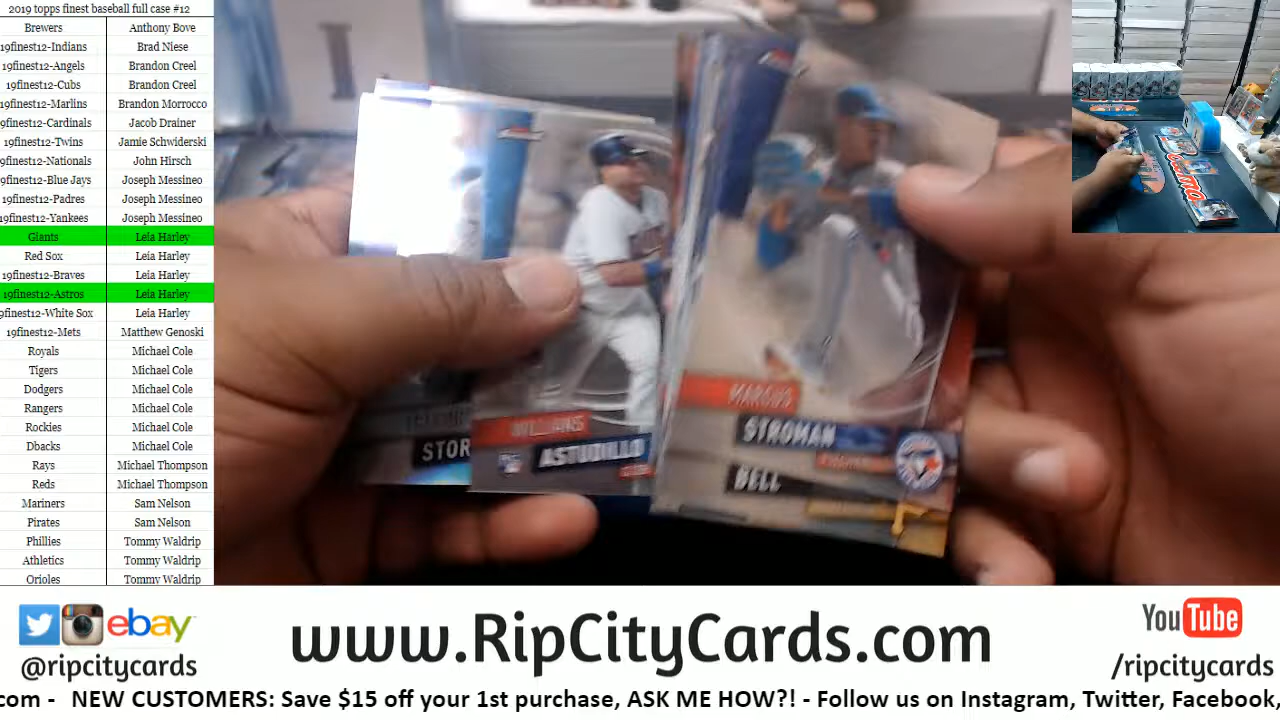 2019 topps finest baseball full case #12
Brewers Anthony Bove
19finest12-Indians Brad Niese
19finest12-Angels Brandon Creel
19finest12-Cubs Brandon Creel
19finest12-Marlins Brandon Morrocco
19finest12-Cardinals Jacob Drainer
19finest12-Twins Jamie Schwiderski
9finest12-Nationals John Hirsch
9finest12-Blue Jays Joseph Messineo
19finest12-Padres Joseph Messineo
9finest12-Yankees Joseph Messineo
Giants Leia Harley
Red Sox Leia Harley
19finest12-Braves Leia Harley
19finest12-Astros Leia Harley
9finest12-White Sox Leia Harley
19finest12-Mets Matthew Genoski
Royals Michael Cole
Tigers Michael Cole
Dodgers Michael Cole
Rangers Michael Cole
Rockies Michael Cole
Dbacks Michael Cole
Rays Michael Thompson
Reds Michael Thompson
Mariners Sam Nelson
Pirates Sam Nelson
Phillies Tommy Waldrip
Athletics Tommy Waldrip
Orioles Tommy Waldrip
STOR
WILLIANS
ASTUDILLO
MARCUS
STROMAN
BELL
ebay
@ripcitycards
www.RipCityCards.com
YouTube
/ripcitycards
.com - NEW CUSTOMERS: Save $15 off your 1st purchase, ASK ME HOW?! - Follow us on Instagram, Twitter, Facebook,